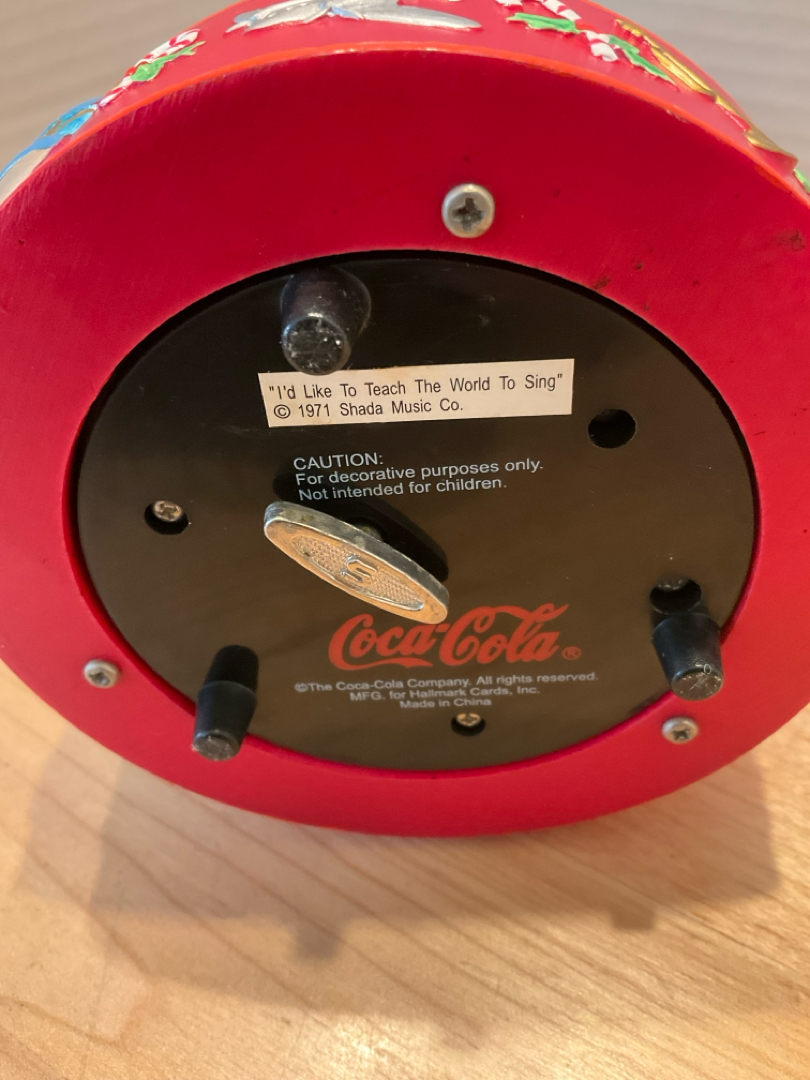 "I'd Like To Teach The World To Sing"
© 1971 Shada Music Co.
CAUTION:
For decorative purposes only.
Not intended for children.
Coca-Cola®
©The Coca-Cola Company. All rights reserved.
MFG. for Hallmark Cards, Inc.
Made in China